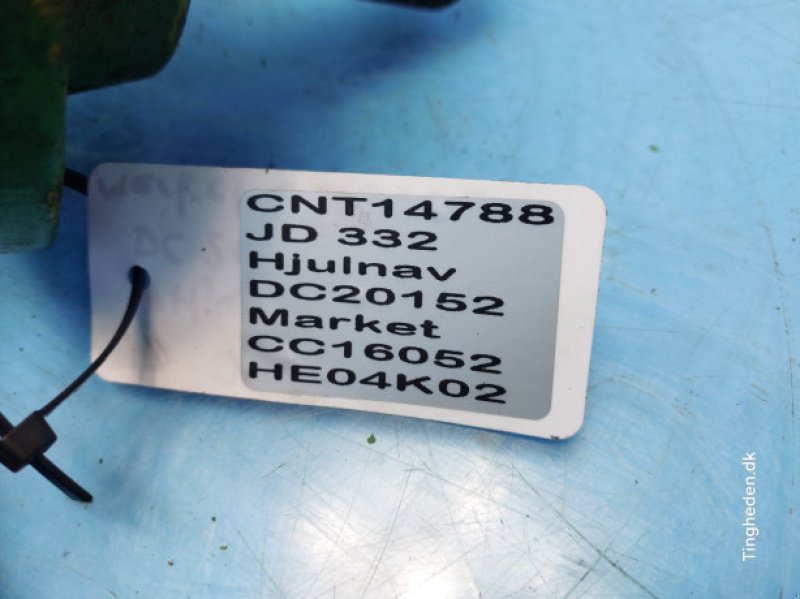 CNT14788
JD 332
Hjulnav
DC20152
Market
CC16052
HE04K02
Tingheden.dk